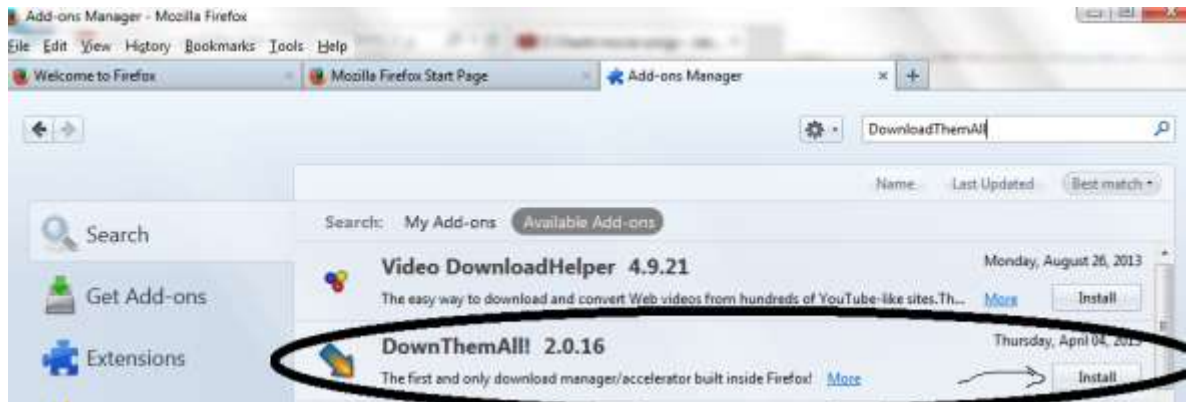 Add-ons Manager - Mozilla Firefox
File Edit View History Bookmarks Tools Help
Welcome to Firefox Mozilla Firefox Start Page Add-ons Manager
DownloadThemAll
Name Last Updated Best match
Search: My Add-ons Available Add-ons
Search
Video DownloadHelper 4.9.21 Monday, August 26, 2013
Get Add-ons
The easy way to download and convert Web videos from hundreds of YouTube-like sites.Th... More Install
DownThemAll! 2.0.16 Thursday, April 04, 2013
Extensions
The first and only download manager/accelerator built inside Firefox! More Install